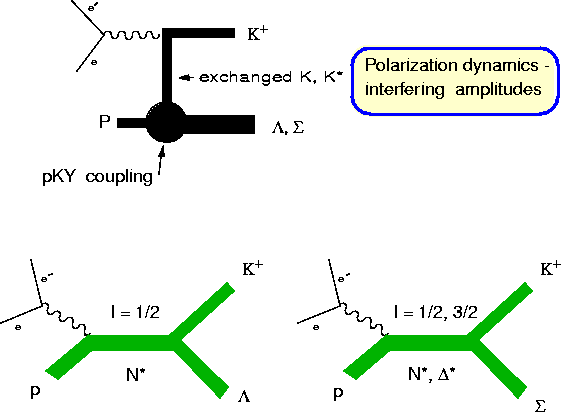 e'
e
K+
exchanged K, K*
Polarization dynamics -
interfering amplitudes
P
Λ, Σ
pKY coupling
e'
e
I = 1/2
K+
N*
p
Λ
e'
e
I = 1/2, 3/2
K+
N*, Δ*
p
Σ